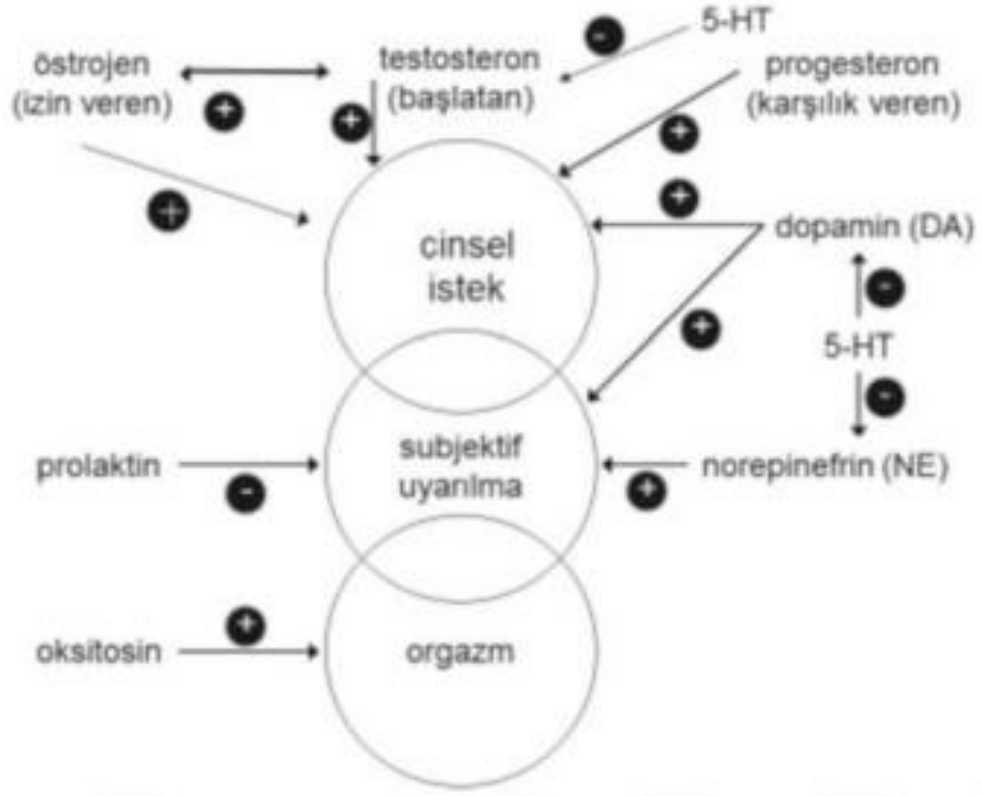 5-HT
östrojen
(izin veren)
testosteron
(başlatan)
progesteron
(karşılık veren)
+
+
-
+
+
+
cinsel
istek
dopamin (DA)
-
+
5-HT
-
subjektif
uyarılma
prolaktin
-
norepinefrin (NE)
+
+
oksitosin
orgazm